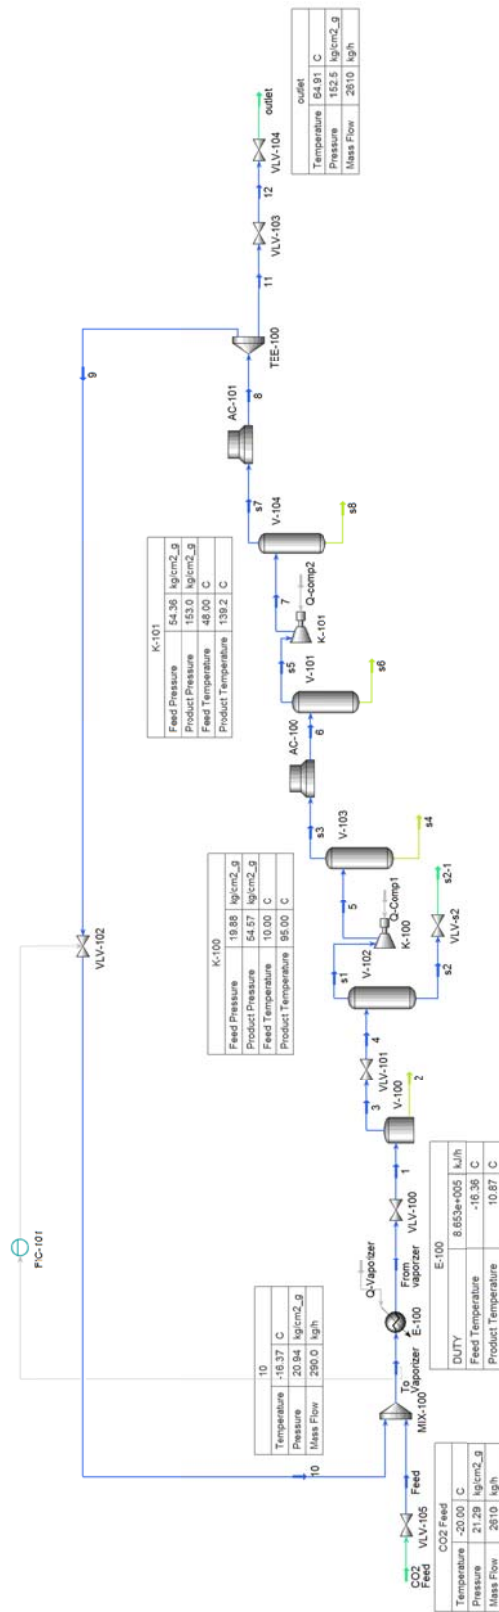 FIC-101
9
VLV-102
10
Temperature -16.37 C
Pressure 20.94 kg/cm2_g
Mass Flow 290.0 kg/h
K-100
Feed Pressure 19.88 kg/cm2_g
Product Pressure 54.57 kg/cm2_g
Feed Temperature 10.00 C
Product Temperature 95.00 C
K-101
Feed Pressure 54.36 kg/cm2_g
Product Pressure 153.0 kg/cm2_g
Feed Temperature 48.00 C
Product Temperature 139.2 C
outlet
Temperature 64.91 C
Pressure 152.5 kg/cm2_g
Mass Flow 2610 kg/h
CO2 Feed
VLV-105
Feed
10
MIX-100
To Vaporizer
Q-Vaporizer
E-100
From vaporizer
VLV-100
1
V-100
2
3
VLV-101
4
V-102
s1
s2
VLV-s2
s2-1
K-100
Q-Comp1
5
V-103
s3
s4
AC-100
6
V-101
s5
s6
K-101
Q-comp2
7
V-104
s7
s8
AC-101
8
TEE-100
11
VLV-103
12
VLV-104
outlet
CO2 Feed
Temperature -20.00 C
Pressure 21.29 kg/cm2_g
Mass Flow 2610 kg/h
E-100
DUTY 8.653e+005 kJ/h
Feed Temperature -16.36 C
Product Temperature 10.87 C